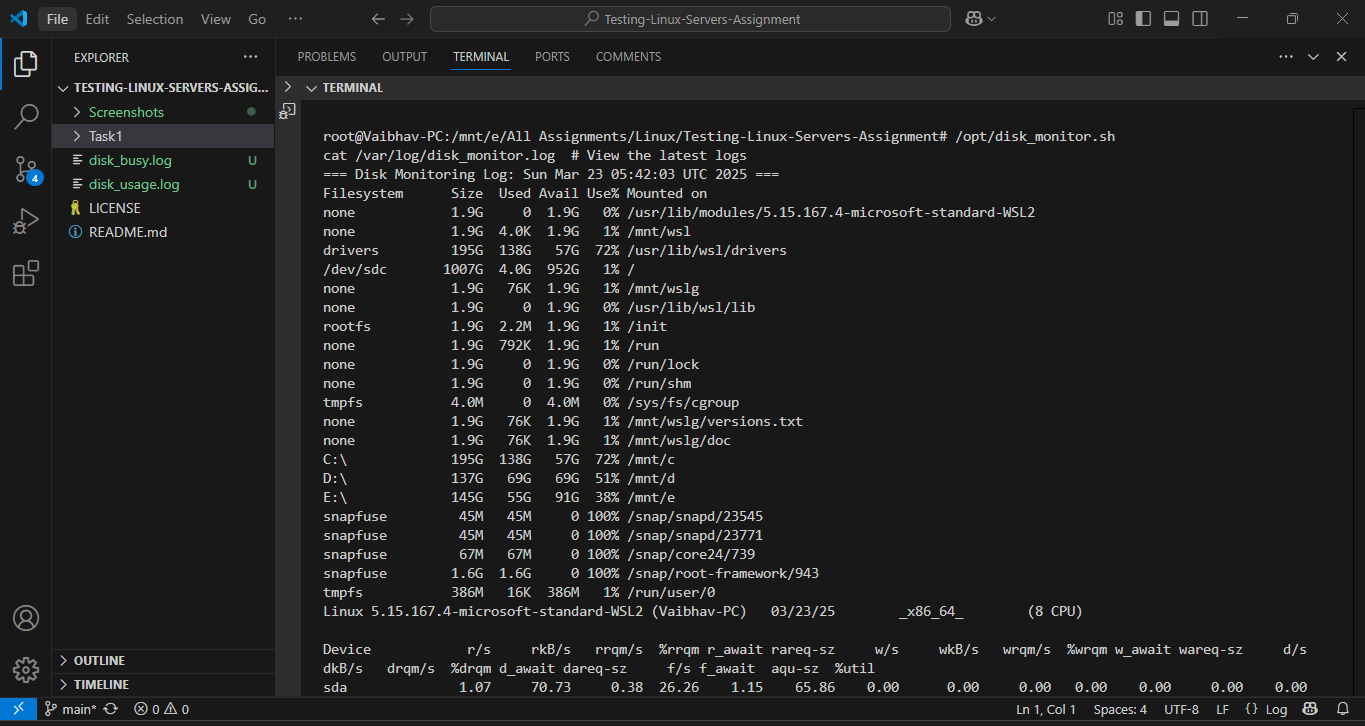 File Edit Selection View Go ··· Testing-Linux-Servers-Assignment
EXPLORER ···
TESTING-LINUX-SERVERS-ASSIG...
Screenshots
Task1
disk_busy.log U
disk_usage.log U
LICENSE
README.md
4
OUTLINE
TIMELINE
PROBLEMS OUTPUT TERMINAL PORTS COMMENTS ···
TERMINAL
root@Vaibhav-PC:/mnt/e/All Assignments/Linux/Testing-Linux-Servers-Assignment# /opt/disk_monitor.sh
cat /var/log/disk_monitor.log # View the latest logs
=== Disk Monitoring Log: Sun Mar 23 05:42:03 UTC 2025 ===
Filesystem Size Used Avail Use% Mounted on
none 1.9G 0 1.9G 0% /usr/lib/modules/5.15.167.4-microsoft-standard-WSL2
none 1.9G 4.0K 1.9G 1% /mnt/wsl
drivers 195G 138G 57G 72% /usr/lib/wsl/drivers
/dev/sdc 1007G 4.0G 952G 1% /
none 1.9G 76K 1.9G 1% /mnt/wslg
none 1.9G 0 1.9G 0% /usr/lib/wsl/lib
rootfs 1.9G 2.2M 1.9G 1% /init
none 1.9G 792K 1.9G 1% /run
none 1.9G 0 1.9G 0% /run/lock
none 1.9G 0 1.9G 0% /run/shm
tmpfs 4.0M 0 4.0M 0% /sys/fs/cgroup
none 1.9G 76K 1.9G 1% /mnt/wslg/versions.txt
none 1.9G 76K 1.9G 1% /mnt/wslg/doc
C:\ 195G 138G 57G 72% /mnt/c
D:\ 137G 69G 69G 51% /mnt/d
E:\ 145G 55G 91G 38% /mnt/e
snapfuse 45M 45M 0 100% /snap/snapd/23545
snapfuse 45M 45M 0 100% /snap/snapd/23771
snapfuse 67M 67M 0 100% /snap/core24/739
snapfuse 1.6G 1.6G 0 100% /snap/root-framework/943
tmpfs 386M 16K 386M 1% /run/user/0
Linux 5.15.167.4-microsoft-standard-WSL2 (Vaibhav-PC) 03/23/25 _x86_64_ (8 CPU)
Device r/s rkB/s rrqm/s %rrqm r_await rareq-sz w/s wkB/s wrqm/s %wrqm w_await wareq-sz d/s
dkB/s drqm/s %drqm d_await dareq-sz f/s f_await aqu-sz %util
sda 1.07 70.73 0.38 26.26 1.15 65.86 0.00 0.00 0.00 0.00 0.00 0.00 0.00
main* 0 0 Ln 1, Col 1 Spaces: 4 UTF-8 LF {} Log